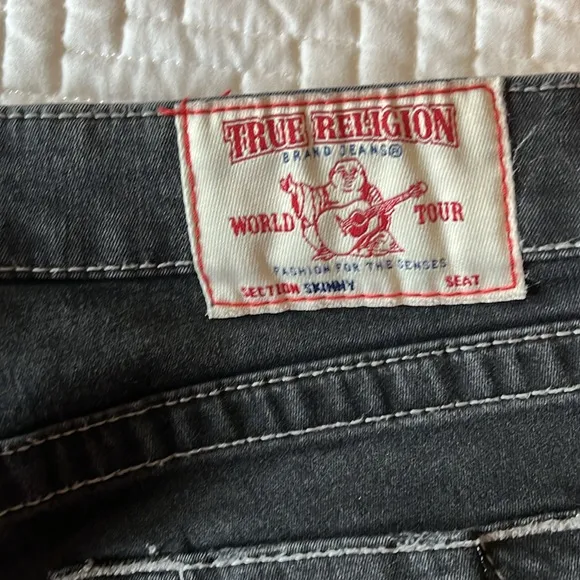 TRUE RELIGION
BRAND JEANS®
WORLD TOUR
FASHION FOR THE SENSES
SECTION SKINNY SEAT